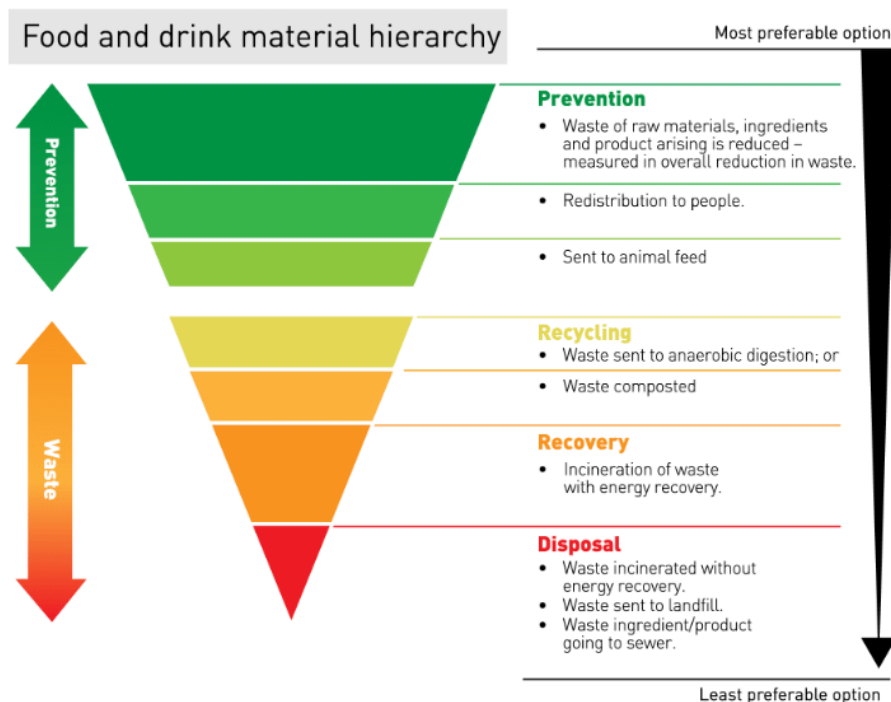 Food and drink material hierarchy
Most preferable option
Prevention
Prevention
• Waste of raw materials, ingredients
and product arising is reduced –
measured in overall reduction in waste.
• Redistribution to people.
• Sent to animal feed
Waste
Recycling
• Waste sent to anaerobic digestion; or
• Waste composted
Recovery
• Incineration of waste
with energy recovery.
Disposal
• Waste incinerated without
energy recovery.
• Waste sent to landfill.
• Waste ingredient/product
going to sewer.
Least preferable option